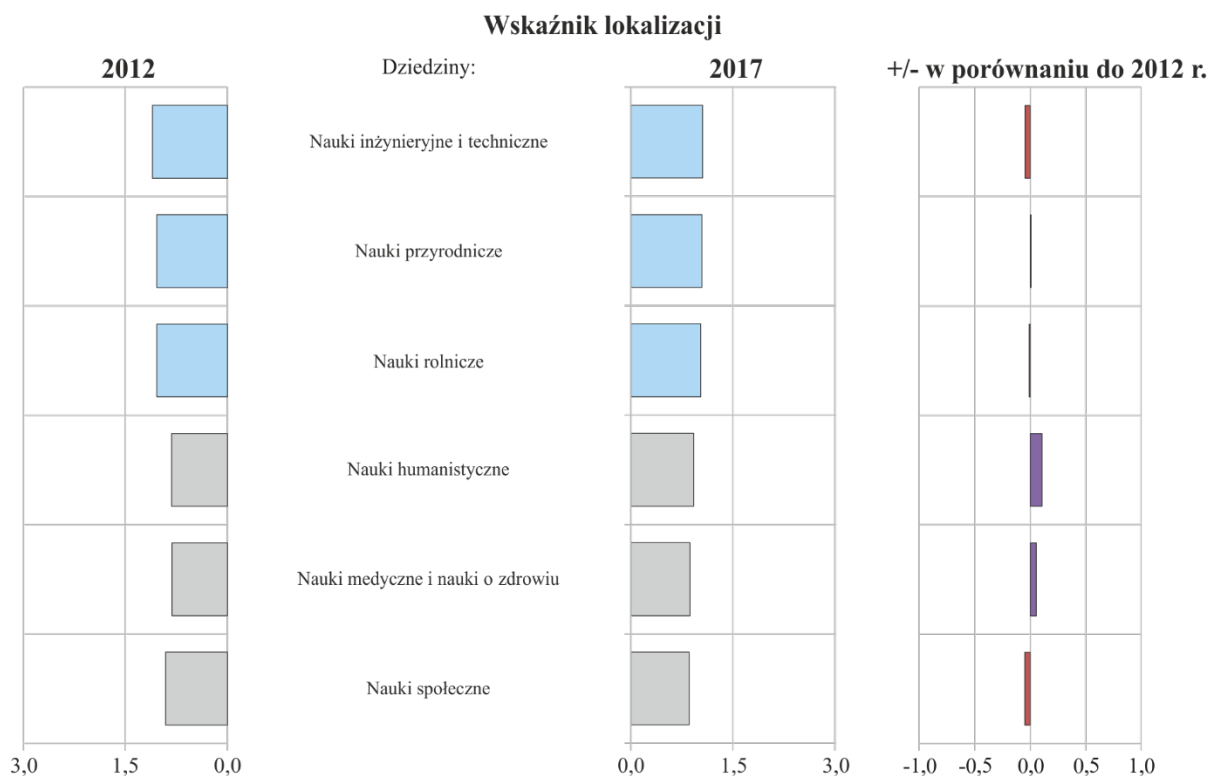 Wskaźnik lokalizacji
2012
Dziedziny:
2017
+/- w porównaniu do 2012 r.
Nauki inżynieryjne i techniczne
Nauki przyrodnicze
Nauki rolnicze
Nauki humanistyczne
Nauki medyczne i nauki o zdrowiu
Nauki społeczne
3,0 1,5 0,0
0,0 1,5 3,0
-1,0 -0,5 0,0 0,5 1,0